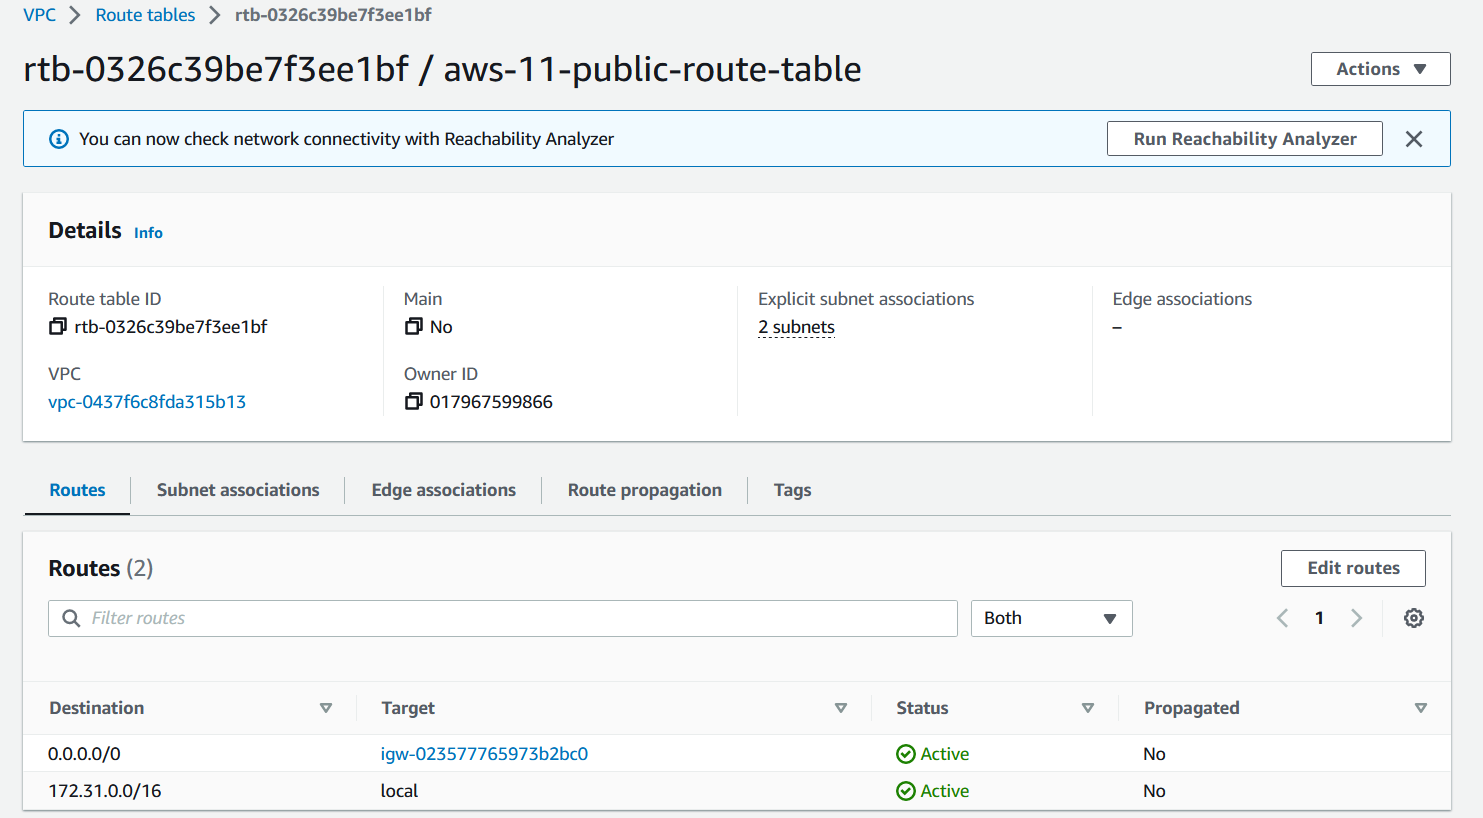 VPC > Route tables > rtb-0326c39be7f3ee1bf
rtb-0326c39be7f3ee1bf / aws-11-public-route-table
Actions
You can now check network connectivity with Reachability Analyzer
Run Reachability Analyzer
Details Info
Route table ID
rtb-0326c39be7f3ee1bf
Main
No
Explicit subnet associations
2 subnets
Edge associations
–
VPC
vpc-0437f6c8fda315b13
Owner ID
017967599866
Routes Subnet associations Edge associations Route propagation Tags
Routes (2)
Edit routes
Filter routes
Both
1
Destination Target Status Propagated
0.0.0.0/0 igw-023577765973b2bc0 Active No
172.31.0.0/16 local Active No